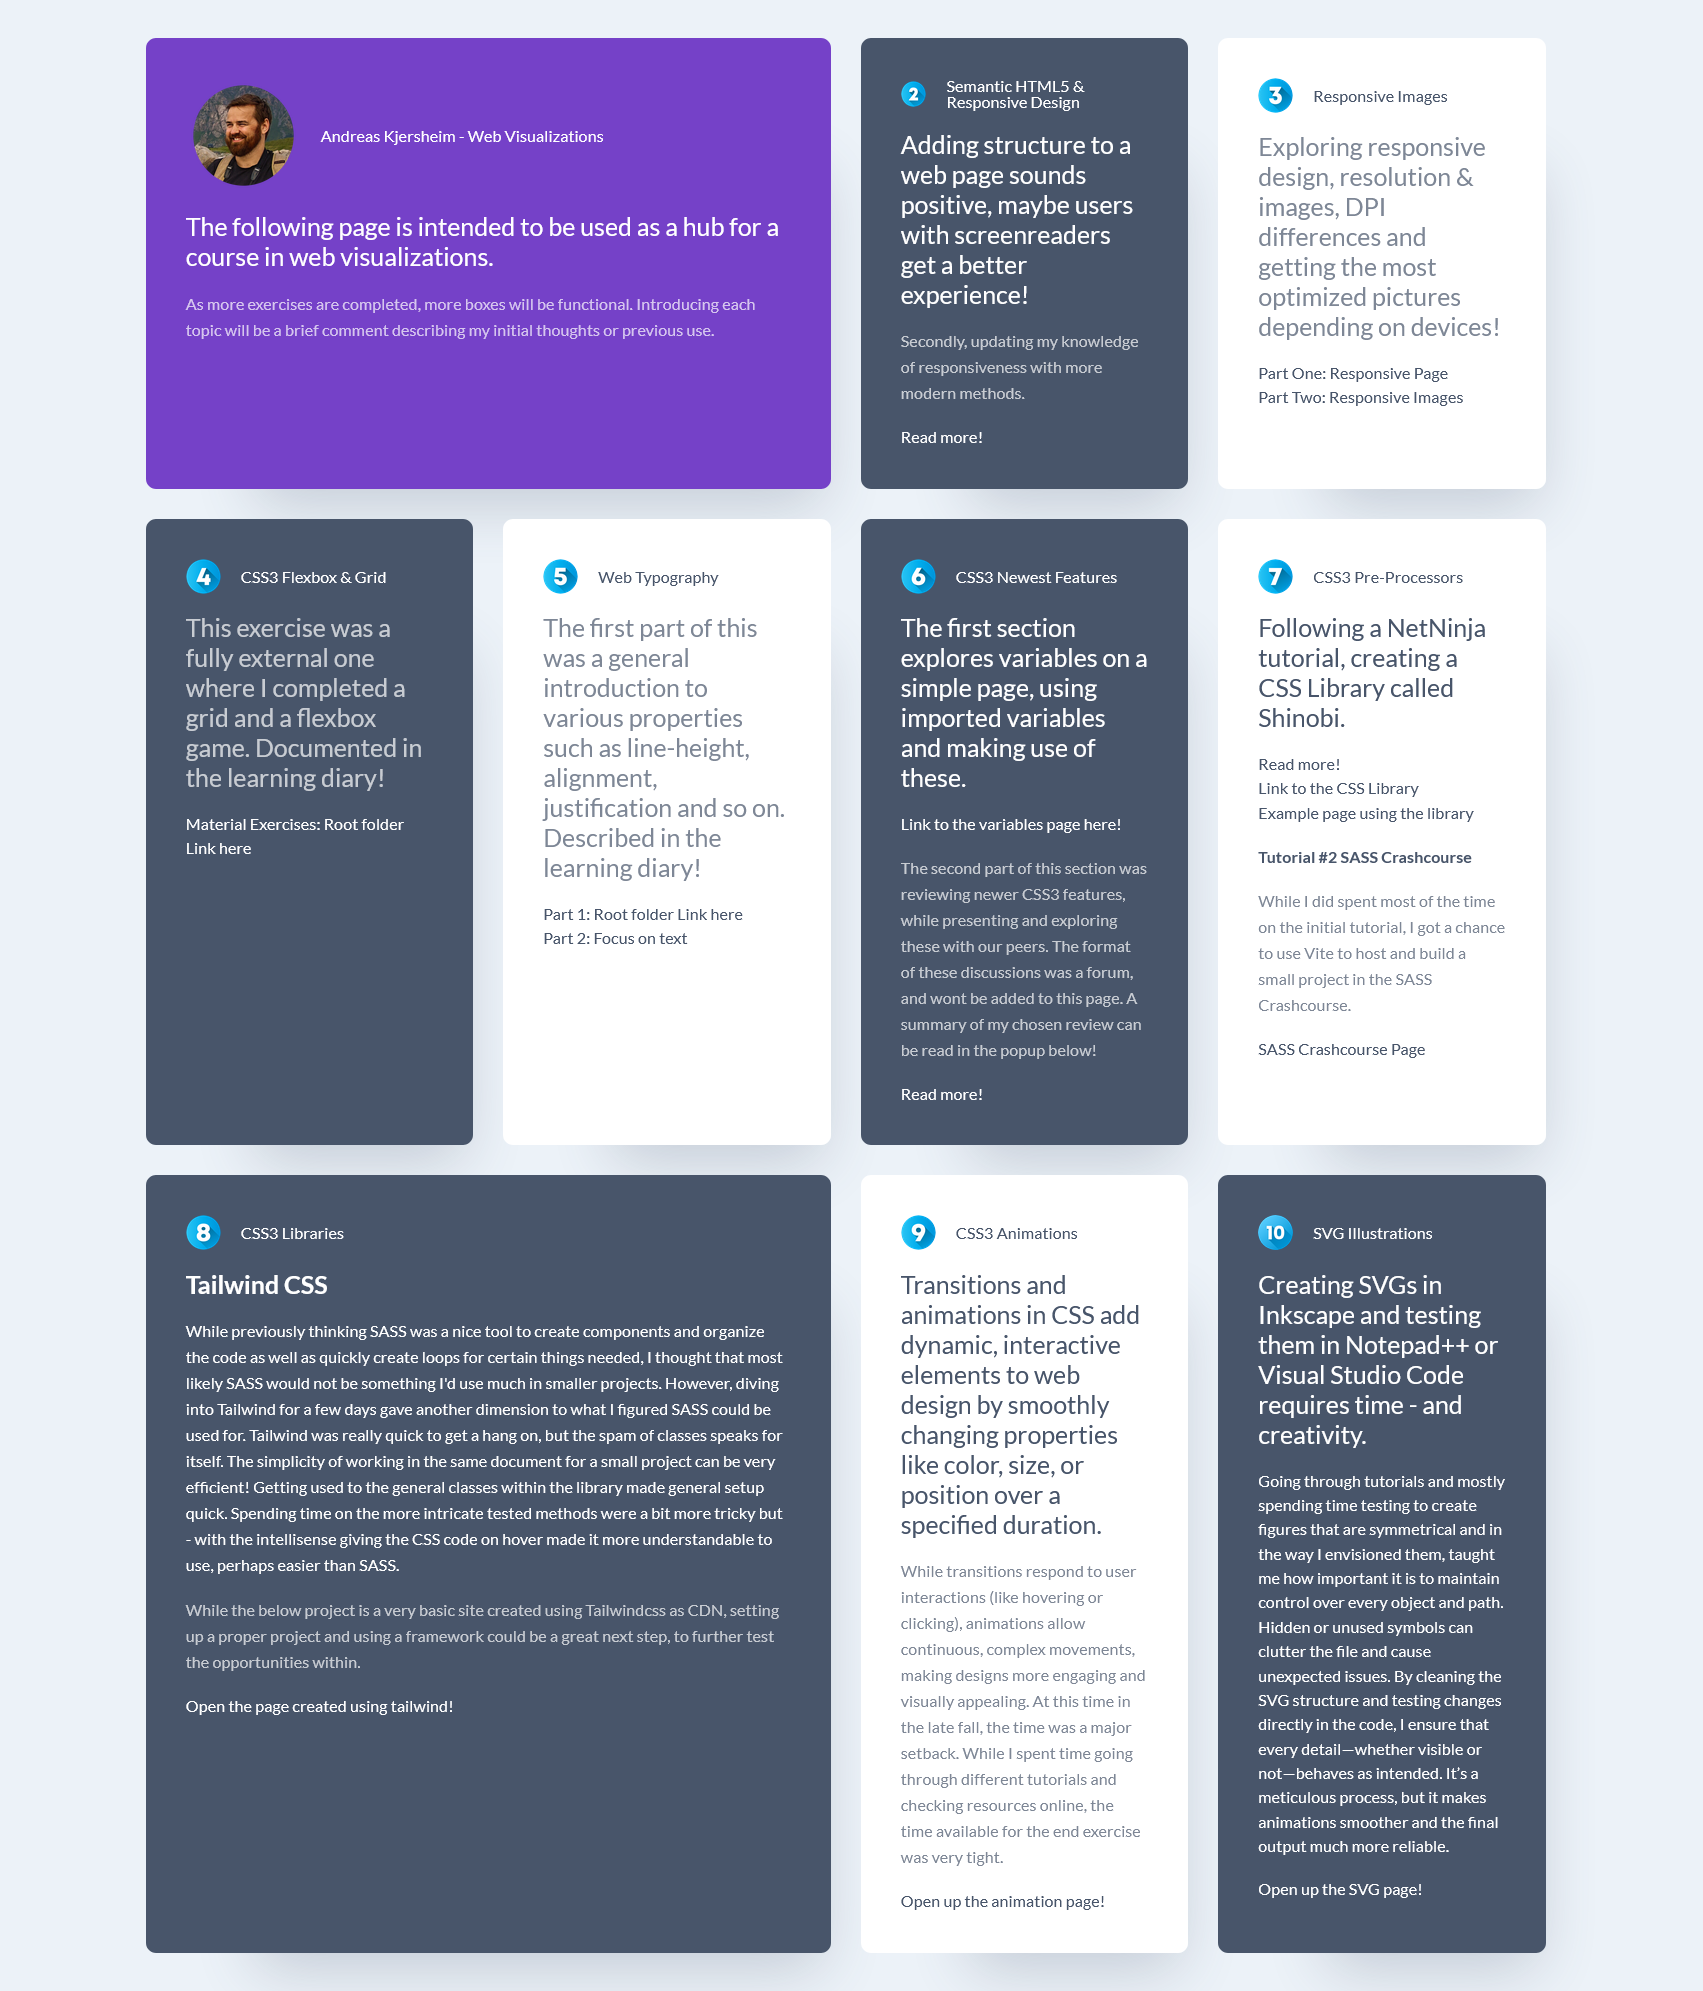 Andreas Kjersheim - Web Visualizations
The following page is intended to be used as a hub for a
course in web visualizations.
As more exercises are completed, more boxes will be functional. Introducing each
topic will be a brief comment describing my initial thoughts or previous use.
2
Semantic HTML5 &
Responsive Design
Adding structure to a
web page sounds
positive, maybe users
with screenreaders
get a better
experience!
Secondly, updating my knowledge
of responsiveness with more
modern methods.
Read more!
3
Responsive Images
Exploring responsive
design, resolution &
images, DPI
differences and
getting the most
optimized pictures
depending on devices!
Part One: Responsive Page
Part Two: Responsive Images
4
CSS3 Flexbox & Grid
This exercise was a
fully external one
where I completed a
grid and a flexbox
game. Documented in
the learning diary!
Material Exercises: Root folder
Link here
5
Web Typography
The first part of this
was a general
introduction to
various properties
such as line-height,
alignment,
justification and so on.
Described in the
learning diary!
Part 1: Root folder Link here
Part 2: Focus on text
6
CSS3 Newest Features
The first section
explores variables on a
simple page, using
imported variables
and making use of
these.
Link to the variables page here!
The second part of this section was
reviewing newer CSS3 features,
while presenting and exploring
these with our peers. The format
of these discussions was a forum,
and wont be added to this page. A
summary of my chosen review can
be read in the popup below!
Read more!
7
CSS3 Pre-Processors
Following a NetNinja
tutorial, creating a
CSS Library called
Shinobi.
Read more!
Link to the CSS Library
Example page using the library
Tutorial #2 SASS Crashcourse
While I did spent most of the time
on the initial tutorial, I got a chance
to use Vite to host and build a
small project in the SASS
Crashcourse.
SASS Crashcourse Page
8
CSS3 Libraries
Tailwind CSS
While previously thinking SASS was a nice tool to create components and organize
the code as well as quickly create loops for certain things needed, I thought that most
likely SASS would not be something I'd use much in smaller projects. However, diving
into Tailwind for a few days gave another dimension to what I figured SASS could be
used for. Tailwind was really quick to get a hang on, but the spam of classes speaks for
itself. The simplicity of working in the same document for a small project can be very
efficient! Getting used to the general classes within the library made general setup
quick. Spending time on the more intricate tested methods were a bit more tricky but
- with the intellisense giving the CSS code on hover made it more understandable to
use, perhaps easier than SASS.
While the below project is a very basic site created using Tailwindcss as CDN, setting
up a proper project and using a framework could be a great next step, to further test
the opportunities within.
Open the page created using tailwind!
9
CSS3 Animations
Transitions and
animations in CSS add
dynamic, interactive
elements to web
design by smoothly
changing properties
like color, size, or
position over a
specified duration.
While transitions respond to user
interactions (like hovering or
clicking), animations allow
continuous, complex movements,
making designs more engaging and
visually appealing. At this time in
the late fall, the time was a major
setback. While I spent time going
through different tutorials and
checking resources online, the
time available for the end exercise
was very tight.
Open up the animation page!
10
SVG Illustrations
Creating SVGs in
Inkscape and testing
them in Notepad++ or
Visual Studio Code
requires time - and
creativity.
Going through tutorials and mostly
spending time testing to create
figures that are symmetrical and in
the way I envisioned them, taught
me how important it is to maintain
control over every object and path.
Hidden or unused symbols can
clutter the file and cause
unexpected issues. By cleaning the
SVG structure and testing changes
directly in the code, I ensure that
every detail—whether visible or
not—behaves as intended. It’s a
meticulous process, but it makes
animations smoother and the final
output much more reliable.
Open up the SVG page!